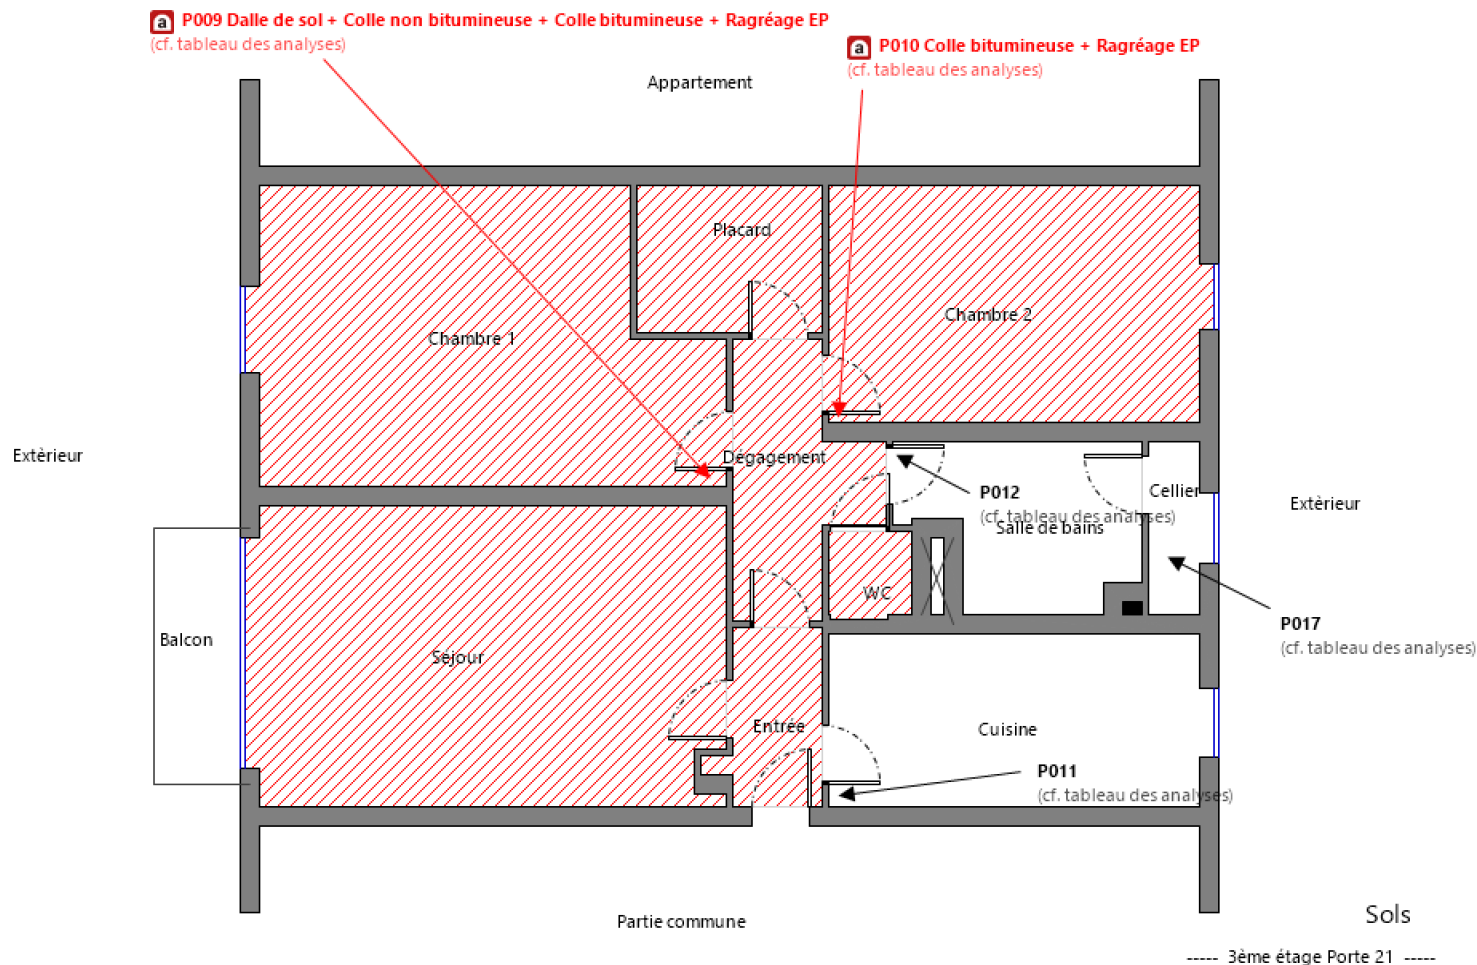 a P009 Dalle de sol + Colle non bitumineuse + Colle bitumineuse + Ragréage EP
(cf. tableau des analyses)
a P010 Colle bitumineuse + Ragréage EP
(cf. tableau des analyses)
Appartement
Placard
Chambre 2
Chambre 1
Extèrieur
Dégagement
Cellier
P012
(cf. tableau des analyses)
Salle de bains
Extèrieur
WC
P017
(cf. tableau des analyses)
Balcon
Sejour
Entrée
Cuisine
P011
(cf. tableau des analyses)
Partie commune
Sols
----- 3ème étage Porte 21 -----